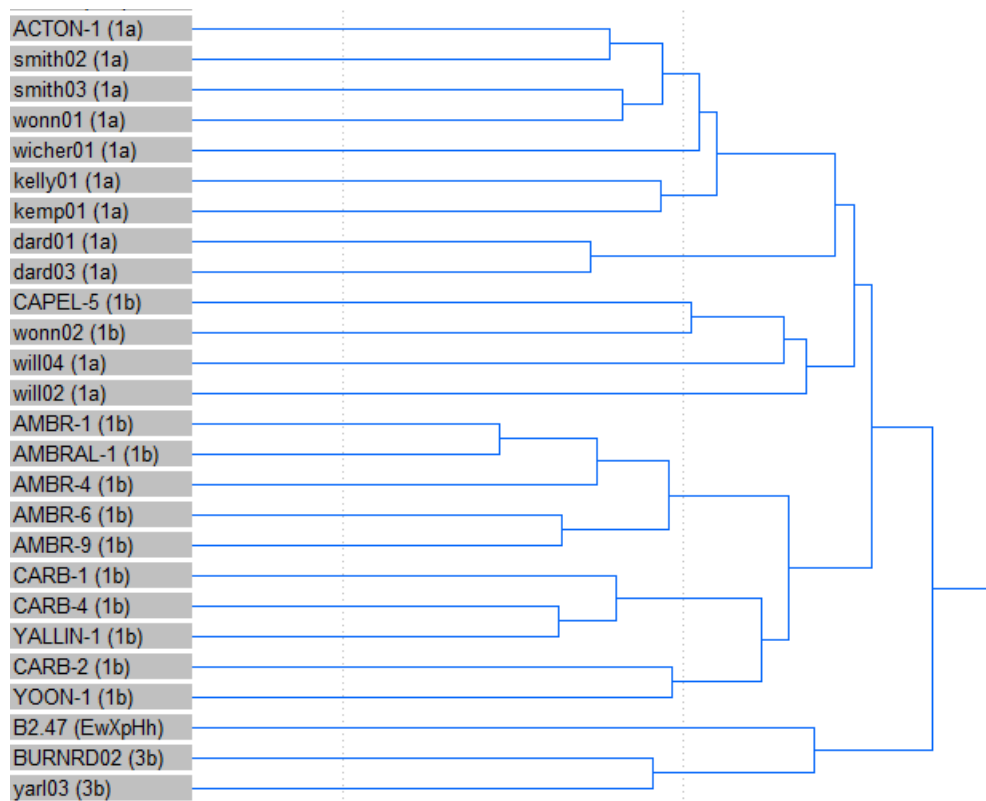 ACTON-1 (1a)
smith02 (1a)
smith03 (1a)
wonn01 (1a)
wicher01 (1a)
kelly01 (1a)
kemp01 (1a)
dard01 (1a)
dard03 (1a)
CAPEL-5 (1b)
wonn02 (1b)
will04 (1a)
will02 (1a)
AMBR-1 (1b)
AMBRAL-1 (1b)
AMBR-4 (1b)
AMBR-6 (1b)
AMBR-9 (1b)
CARB-1 (1b)
CARB-4 (1b)
YALLIN-1 (1b)
CARB-2 (1b)
YOON-1 (1b)
B2.47 (EwXpHh)
BURNRD02 (3b)
yarl03 (3b)